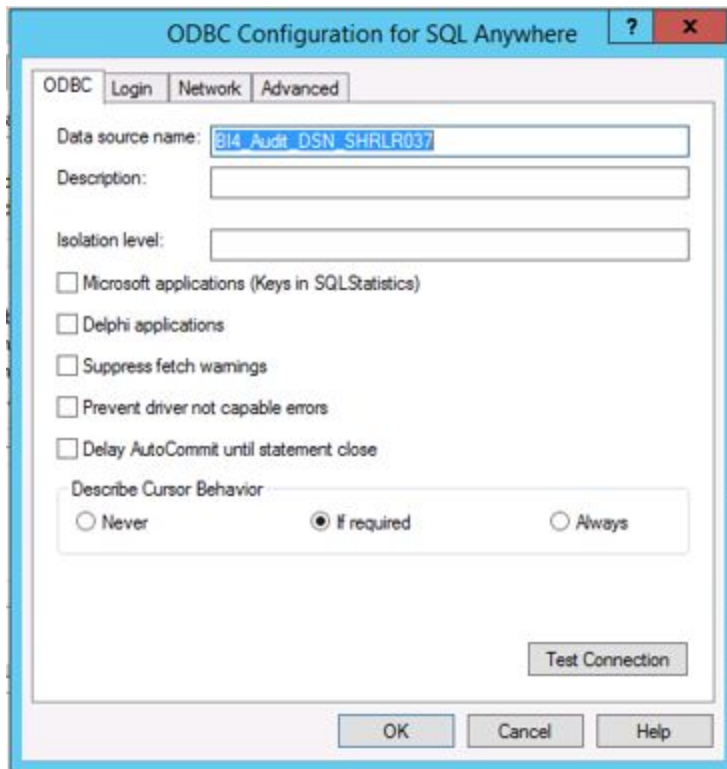 ODBC Configuration for SQL Anywhere ? x
ODBC Login Network Advanced
Data source name: BI4_Audit_DSN_SHRLR037
Description:
Isolation level:
Microsoft applications (Keys in SQLStatistics)
Delphi applications
Suppress fetch warnings
Prevent driver not capable errors
Delay AutoCommit until statement close
Describe Cursor Behavior
Never If required Always
Test Connection
OK Cancel Help